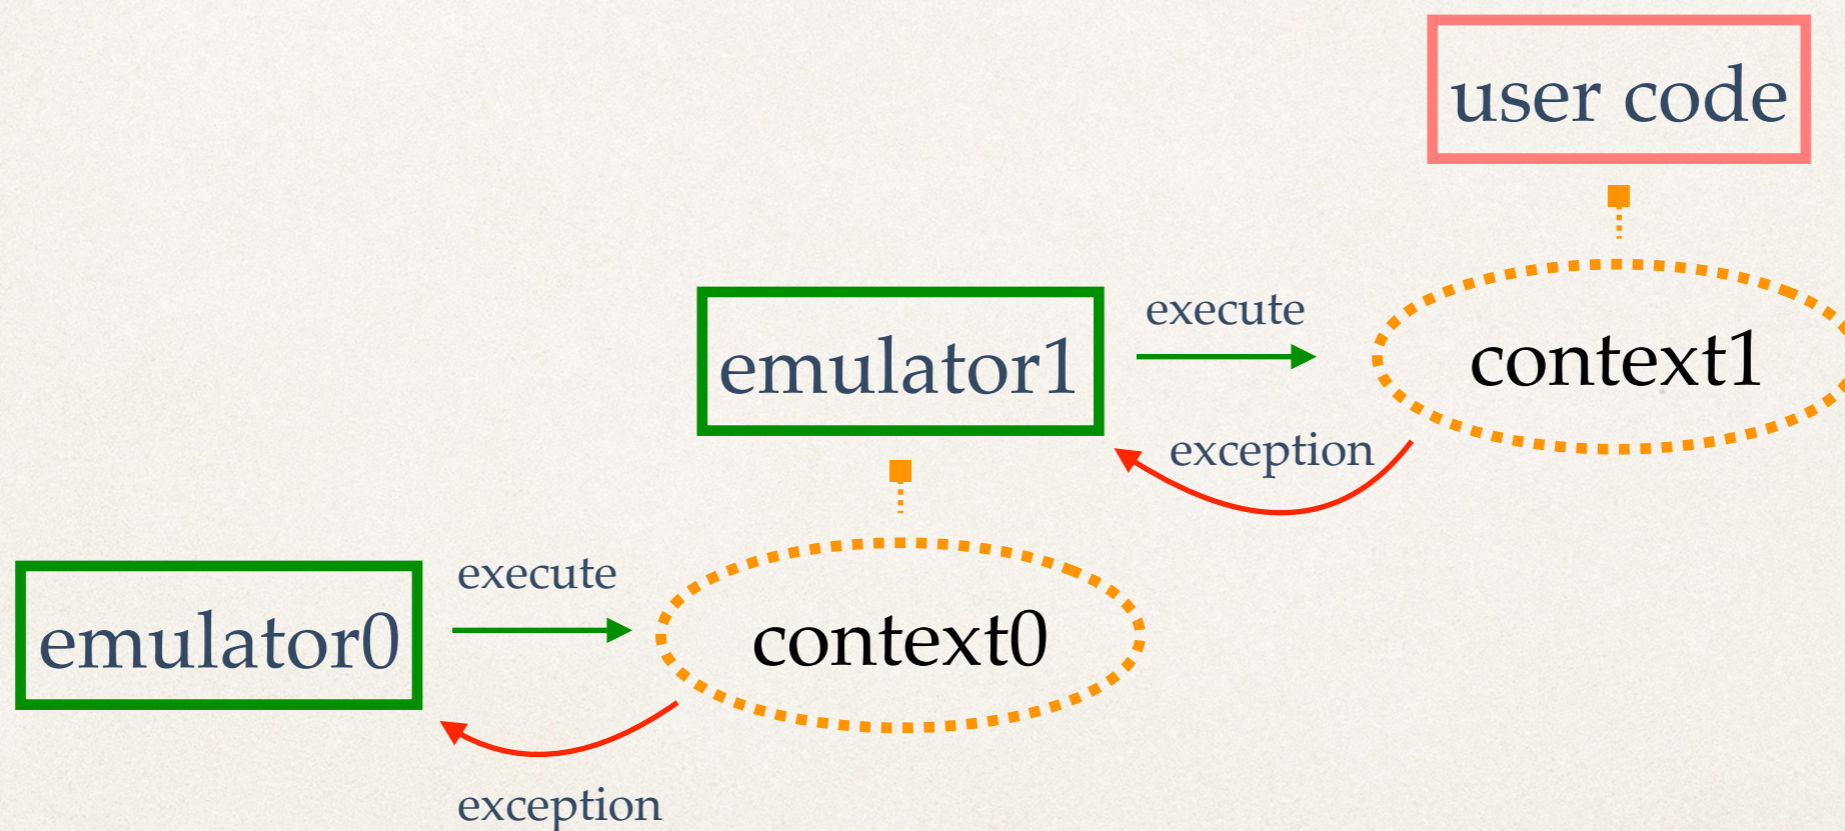 user code
execute
emulator1
context1
exception
execute
emulator0
context0
exception